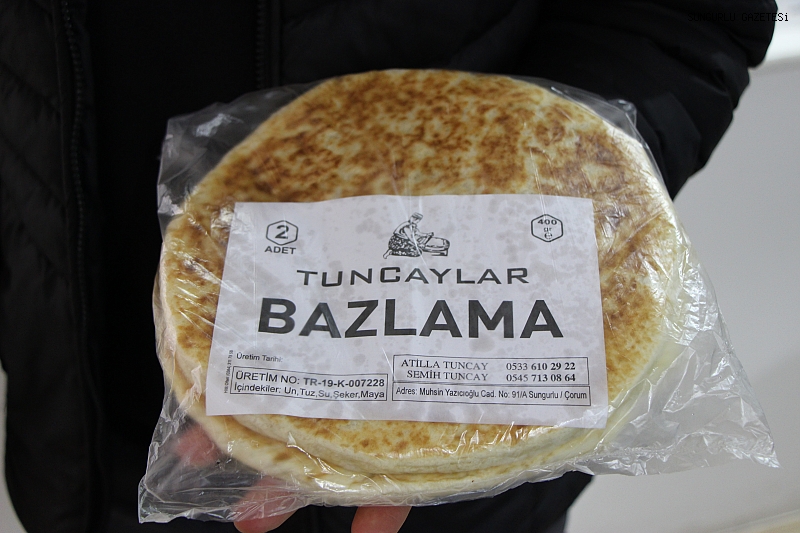 2
ADET
400
gr
e
TUNCAYLAR
BAZLAMA
Üretim Tarihi
ÜRETİM NO: TR-19-K-007228
İçindekiler: Un,Tuz,Su,Şeker,Maya
ATİLLA TUNCAY 0533 610 29 22
SEMİH TUNCAY 0545 713 08 64
Adres: Muhsin Yazıcıoğlu Cad. No: 91/A Sungurlu / Çorum